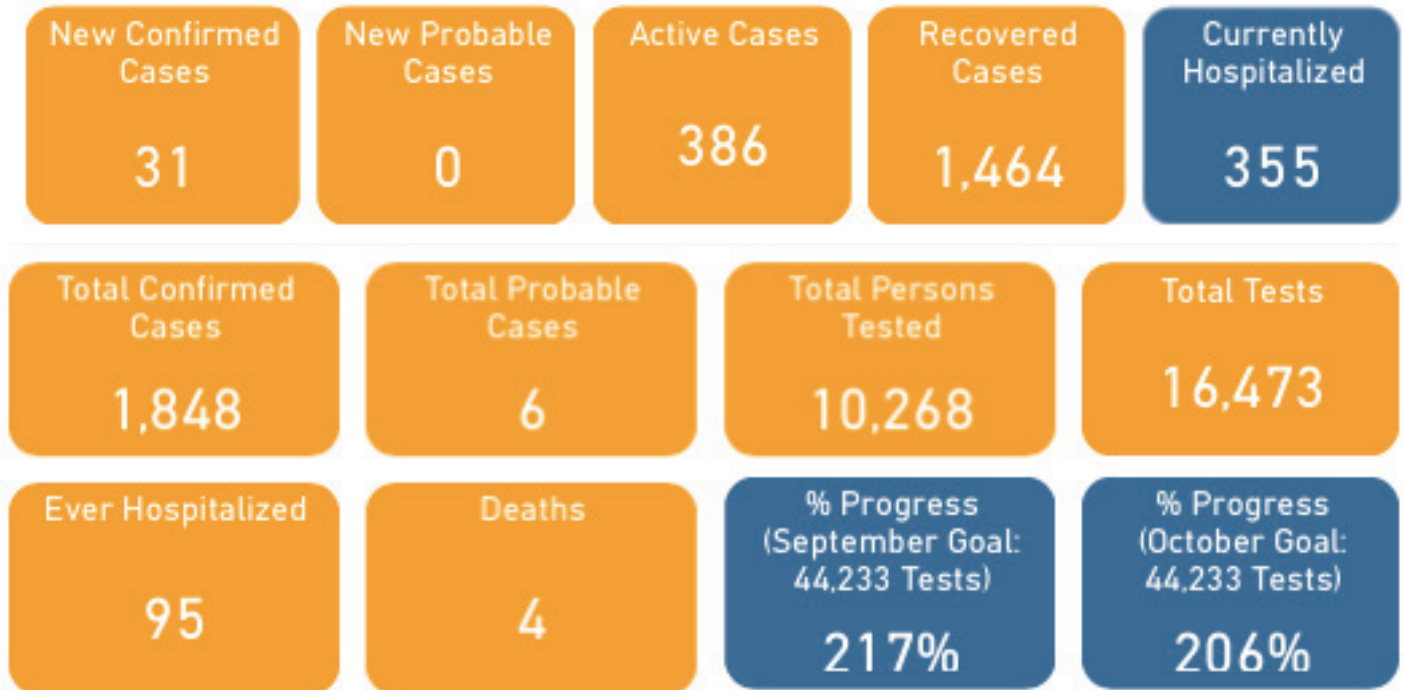 New Confirmed
Cases
31
New Probable
Cases
0
Active Cases
386
Recovered
Cases
1,464
Currently
Hospitalized
355
Total Confirmed
Cases
1,848
Total Probable
Cases
6
Total Persons
Tested
10,268
Total Tests
16,473
Ever Hospitalized
95
Deaths
4
% Progress
(September Goal:
44,233 Tests)
217%
% Progress
(October Goal:
44,233 Tests)
206%